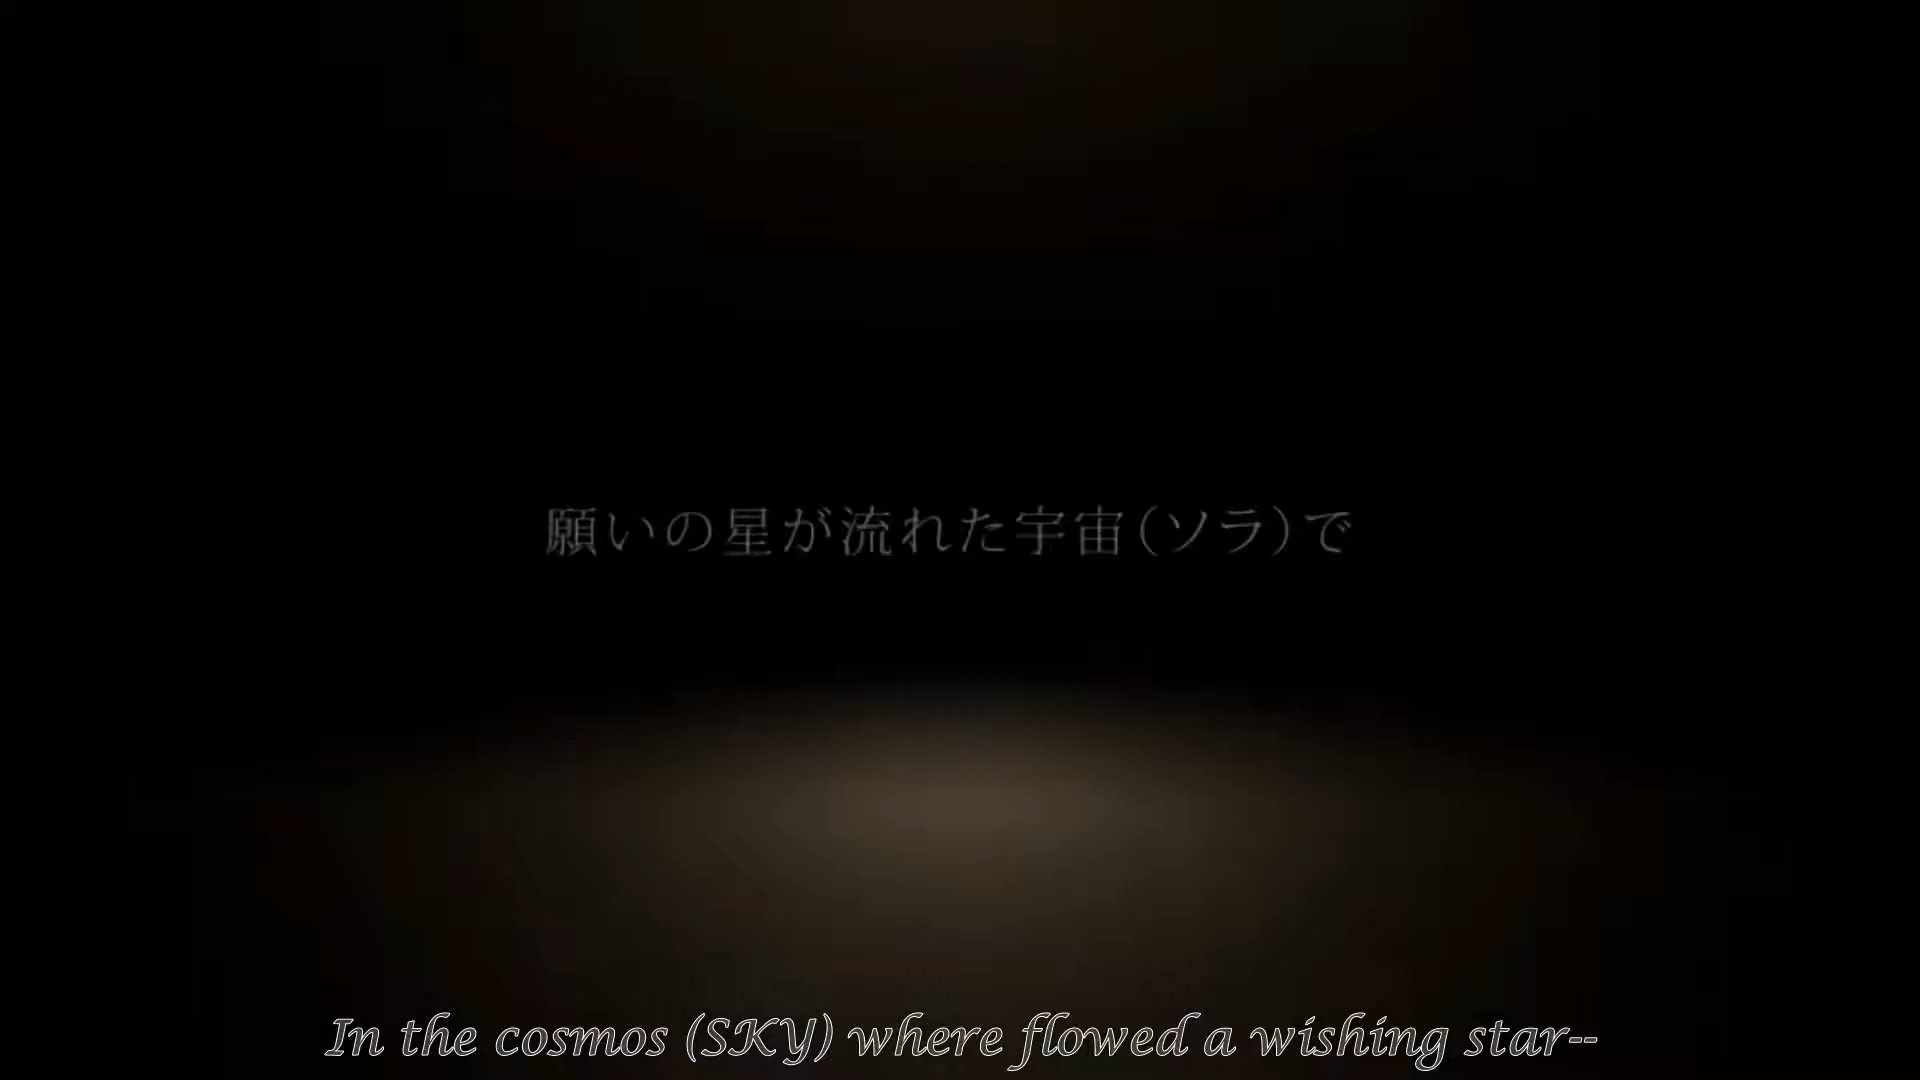 願いの星が流れた宇宙(ソラ)で
In the cosmos (SKY) where flowed a wishing star--